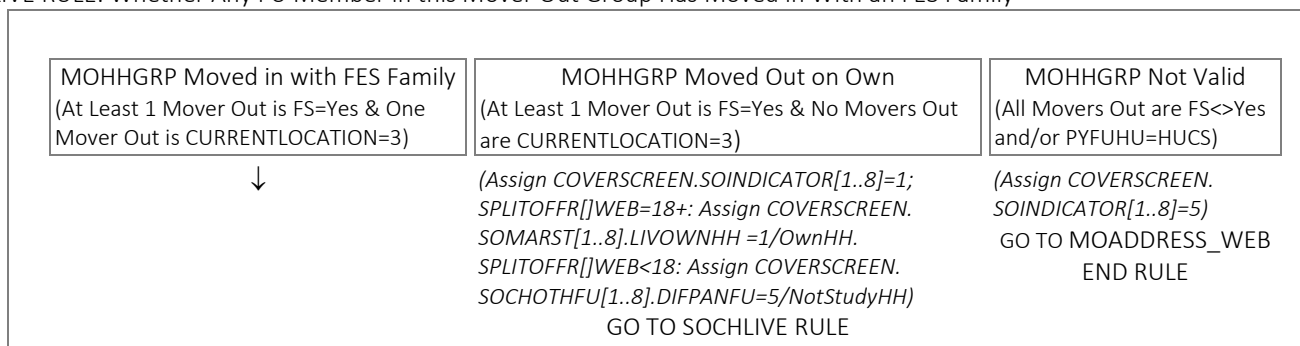 MOHHGRP Moved in with FES Family
(At Least 1 Mover Out is FS=Yes & One
Mover Out is CURRENTLOCATION=3)
↓
MOHHGRP Moved Out on Own
(At Least 1 Mover Out is FS=Yes & No Movers Out
are CURRENTLOCATION=3)
(Assign COVERSCREEN.SOINDICATOR[1..8]=1;
SPLITOFFR[]WEB=18+: Assign COVERSCREEN.
SOMARST[1..8].LIVOWNHH =1/OwnHH.
SPLITOFFR[]WEB<18: Assign COVERSCREEN.
SOCHOTHFU[1..8].DIFPANFU=5/NotStudyHH)
GO TO SOCHLIVE RULE
MOHHGRP Not Valid
(All Movers Out are FS<>Yes
and/or PYFUHU=HUCS)
(Assign COVERSCREEN.
SOINDICATOR[1..8]=5)
GO TO MOADDRESS_WEB
END RULE